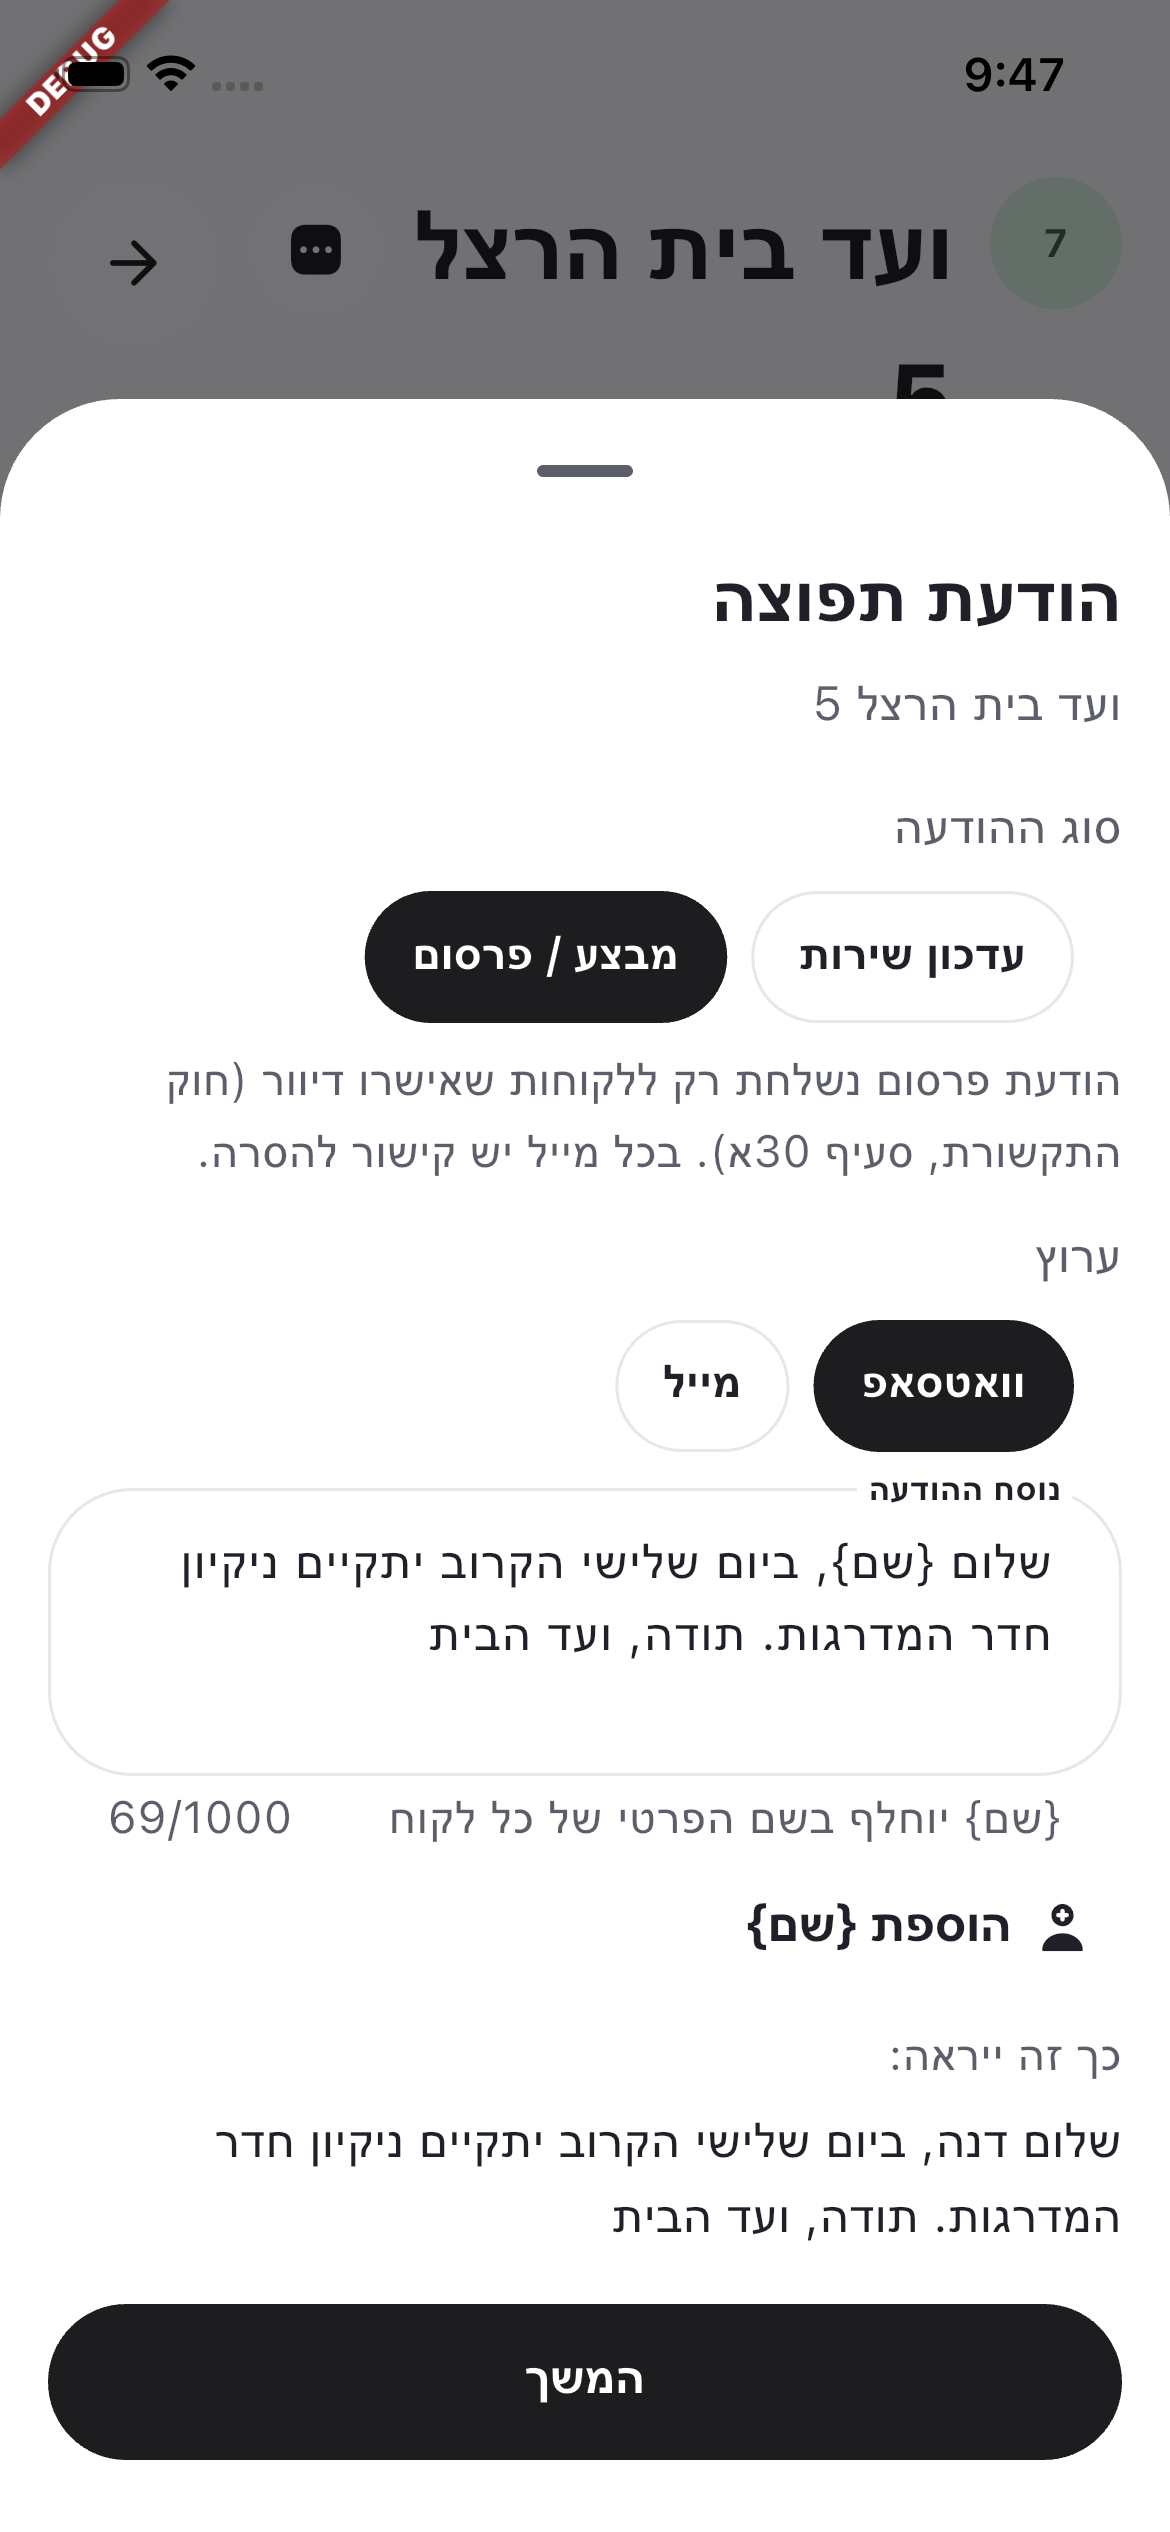 DEBUG
9:47
7
ועד בית הרצל
5
הודעת תפוצה
ועד בית הרצל 5
סוג ההודעה
עדכון שירות
מבצע / פרסום
הודעת פרסום נשלחת רק ללקוחות שאישרו דיוור (חוק
התקשורת, סעיף 30א). בכל מייל יש קישור להסרה.
ערוץ
וואטסאפ
מייל
נוסח ההודעה
שלום {שם}, ביום שלישי הקרוב יתקיים ניקיון
חדר המדרגות. תודה, ועד הבית
{שם} יוחלף בשם הפרטי של כל לקוח
69/1000
הוספת {שם}
כך זה ייראה:
שלום דנה, ביום שלישי הקרוב יתקיים ניקיון חדר
המדרגות. תודה, ועד הבית
המשך